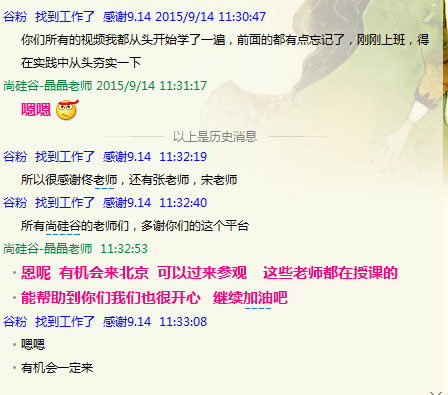 谷粉 找到工作了 感谢9.14 2015/9/14 11:30:47
你们所有的视频我都从头开始学了一遍，前面的都有点忘记了，刚刚上班，得
在实践中从头夯实一下
尚硅谷-晶晶老师 2015/9/14 11:31:17
嗯嗯
以上是历史消息
谷粉 找到工作了 感谢9.14 11:32:19
所以很感谢佟老师，还有张老师，宋老师
谷粉 找到工作了 感谢9.14 11:32:40
所有尚硅谷的老师们，多谢你们的这个平台
尚硅谷-晶晶老师 11:32:53
恩呢 有机会来北京 可以过来参观 这些老师都在授课的
能帮助到你们我们也很开心 继续加油吧
谷粉 找到工作了 感谢9.14 11:33:08
嗯嗯
有机会一定来